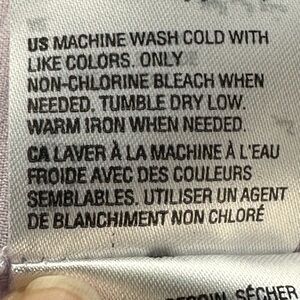 US MACHINE WASH COLD WITH
LIKE COLORS. ONLY
NON-CHLORINE BLEACH WHEN
NEEDED. TUMBLE DRY LOW.
WARM IRON WHEN NEEDED.
CA LAVER À LA MACHINE À L'EAU
FROIDE AVEC DES COULEURS
SEMBLABLES. UTILISER UN AGENT
DE BLANCHIMENT NON CHLORÉ
SÉCHER